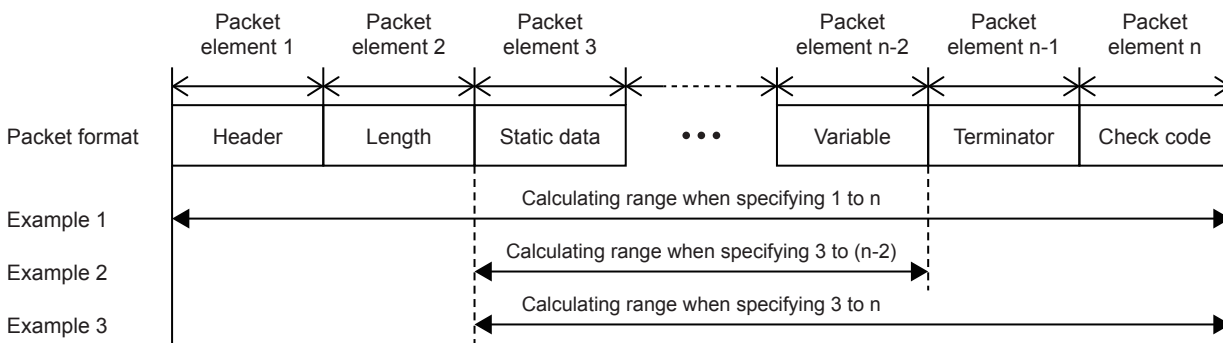 Packet element 1
Packet element 2
Packet element 3
Packet element n-2
Packet element n-1
Packet element n
Packet format
Header
Length
Static data
•••
Variable
Terminator
Check code
Example 1
Calculating range when specifying 1 to n
Example 2
Calculating range when specifying 3 to (n-2)
Example 3
Calculating range when specifying 3 to n